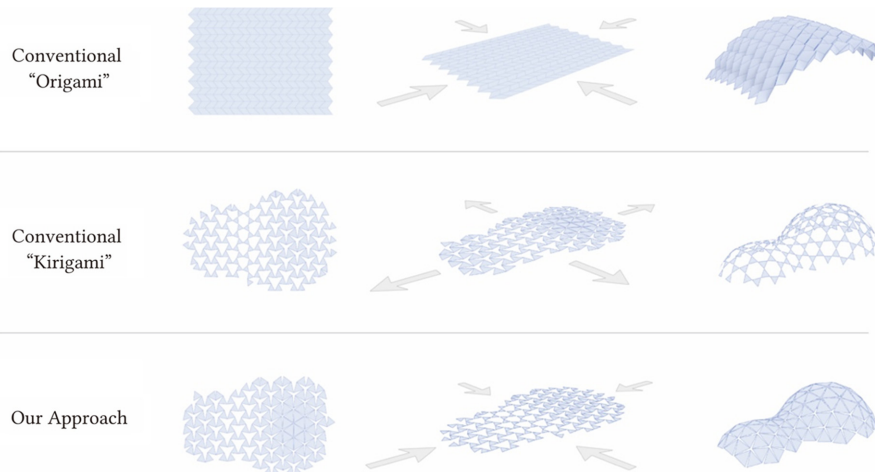 Conventional
“Origami”
Conventional
“Kirigami”
Our Approach